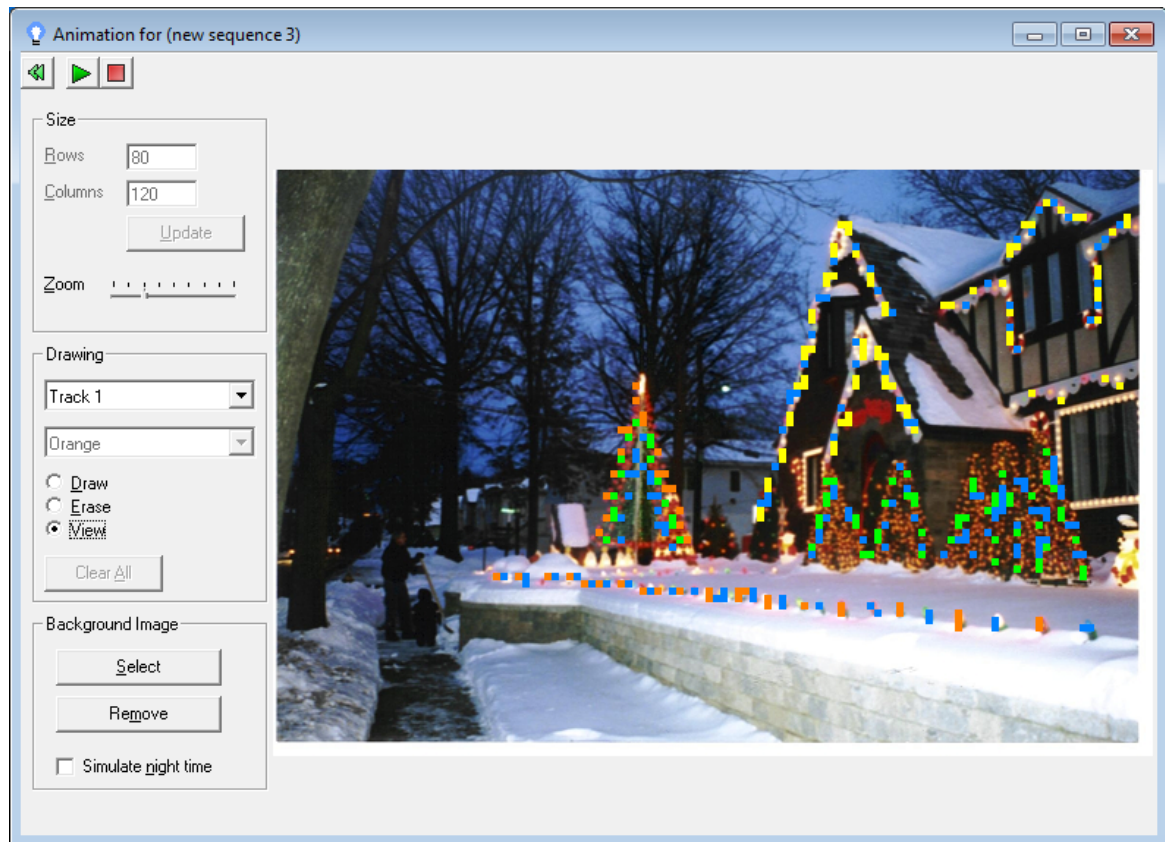 Animation for (new sequence 3)
Size
Rows 80
Columns 120
Update
Zoom
Drawing
Track 1
Orange
Draw
Erase
View
Clear All
Background Image
Select
Remove
Simulate night time